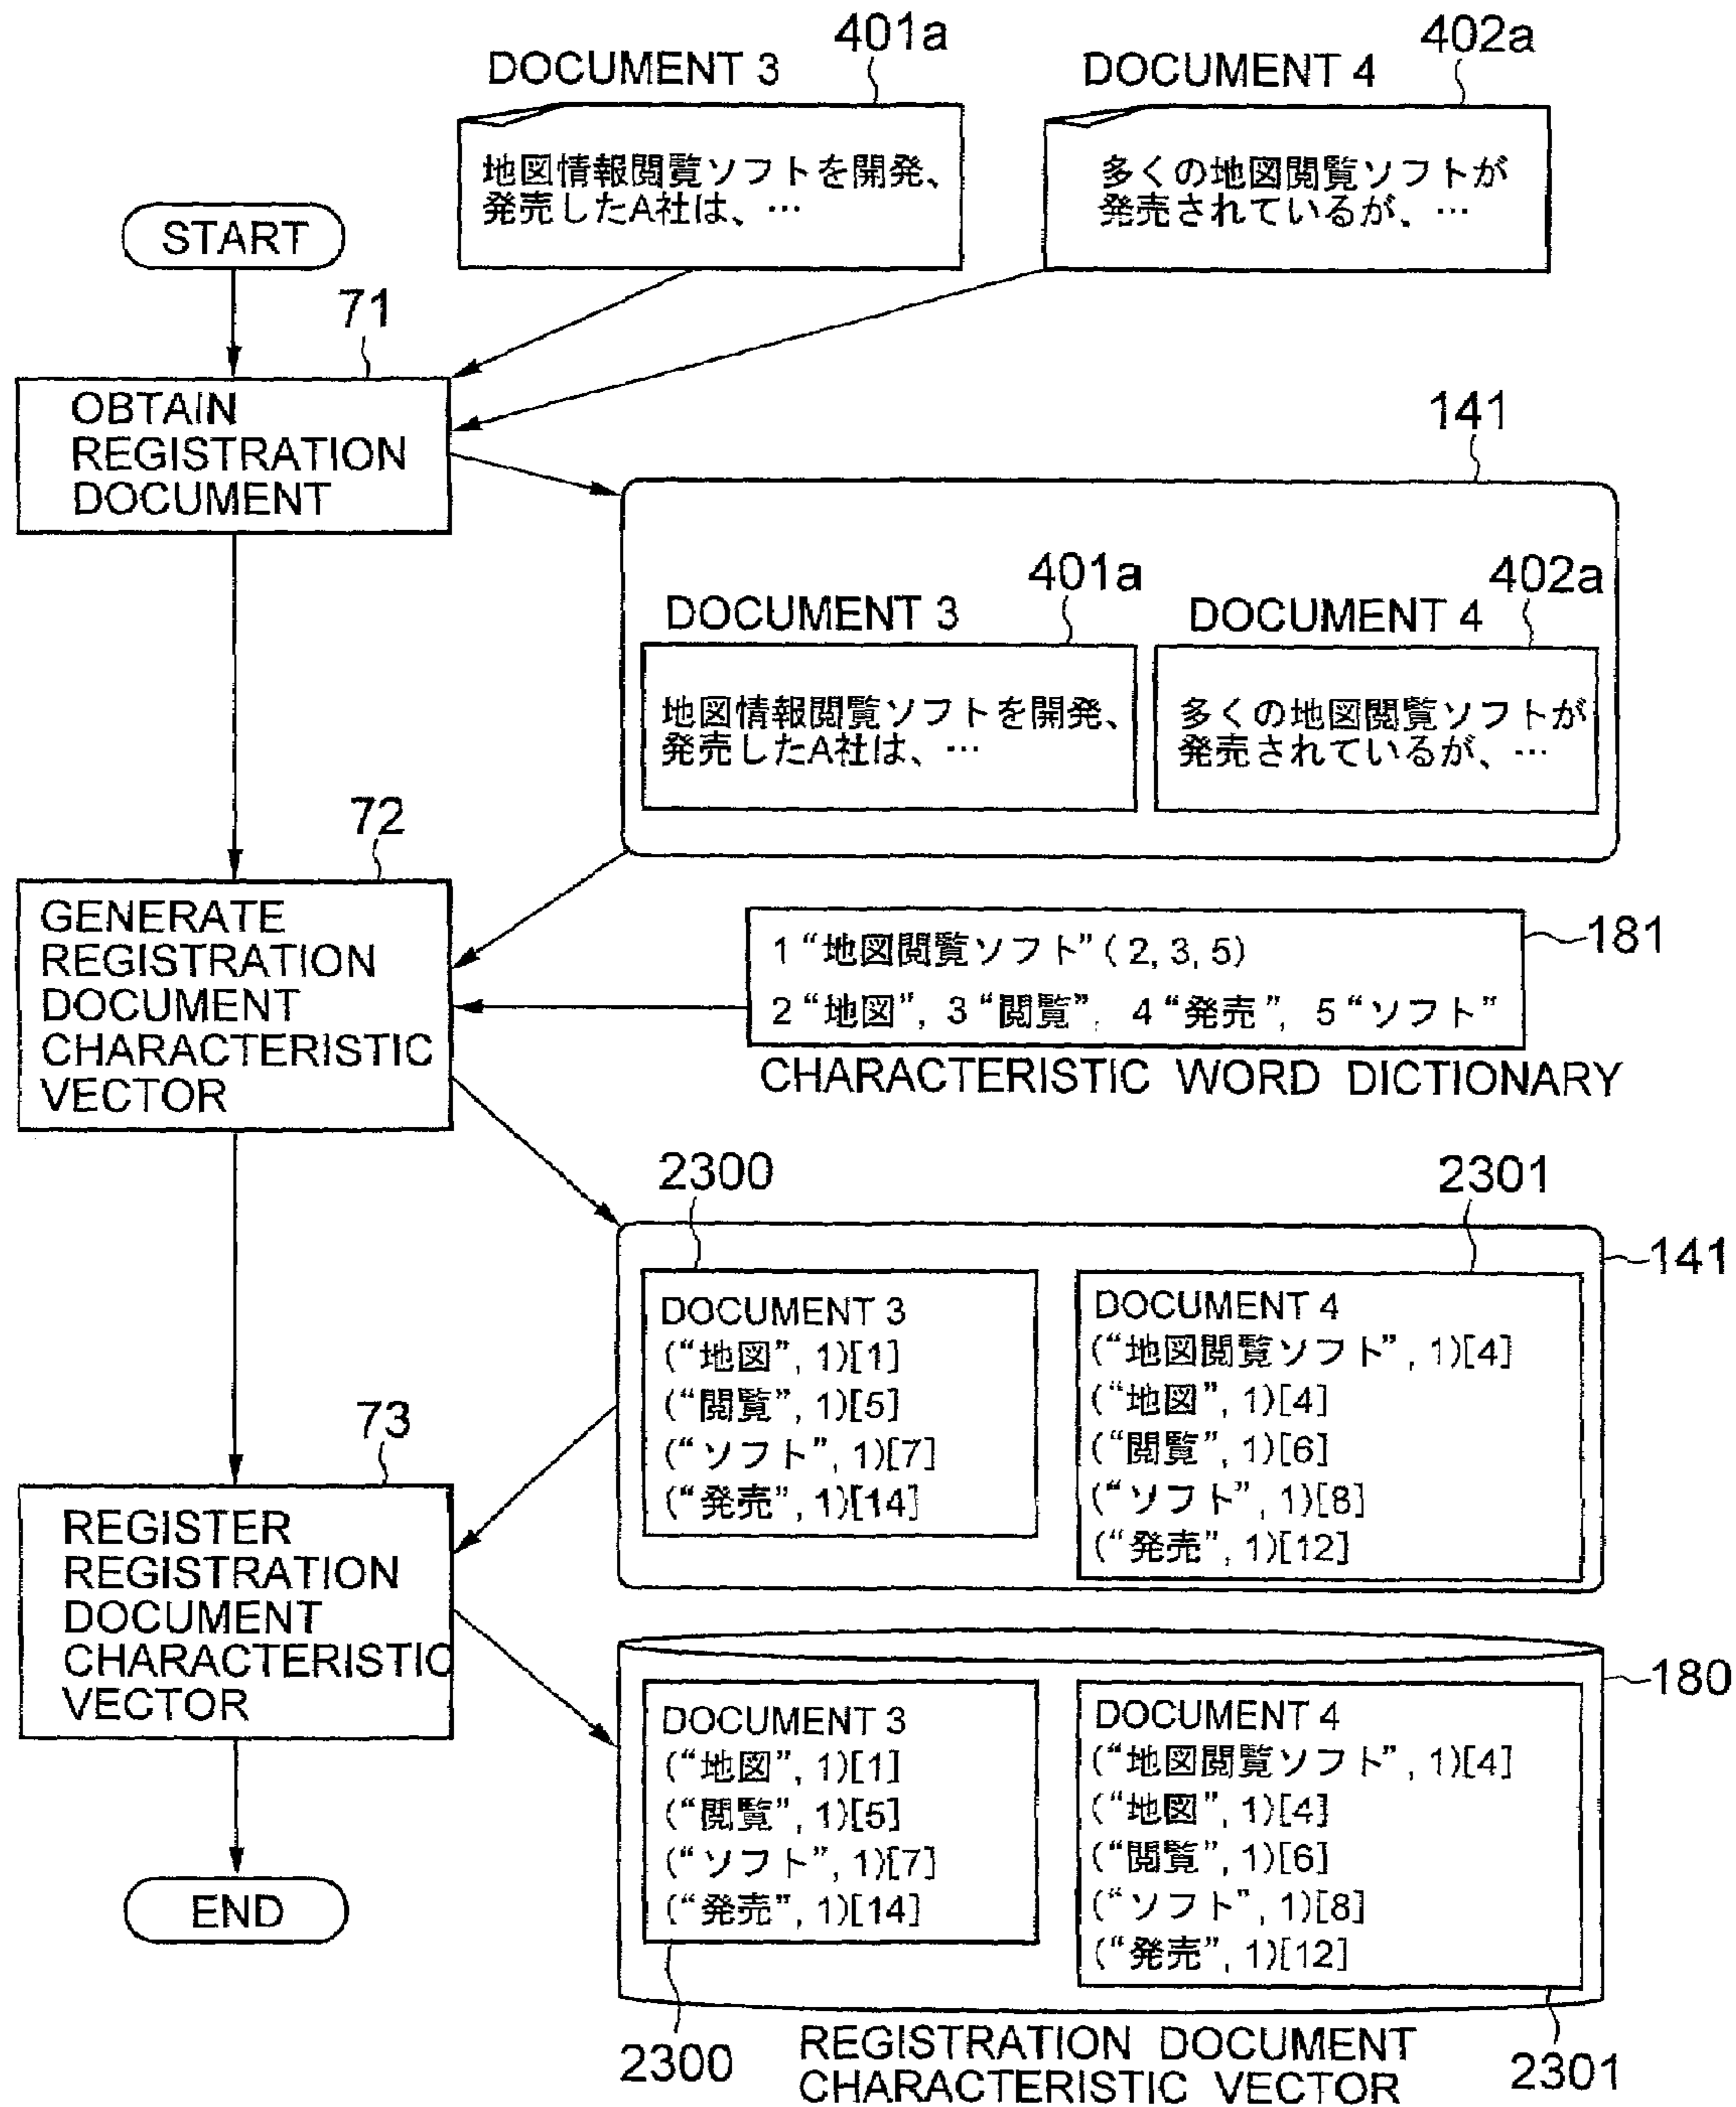 401a
402a
DOCUMENT 3
DOCUMENT 4
地図情報閲覧ソフトを開発、
発売したA社は、…
多くの地図閲覧ソフトが
発売されているが、…
START
71
OBTAIN
REGISTRATION
DOCUMENT
141
401a
402a
DOCUMENT 3
DOCUMENT 4
地図情報閲覧ソフトを開発、
発売したA社は、…
多くの地図閲覧ソフトが
発売されているが、…
72
GENERATE
REGISTRATION
DOCUMENT
CHARACTERISTIC
VECTOR
181
1 “地図閲覧ソフト” ( 2, 3, 5)
2 “地図”, 3 “閲覧”, 4 “発売”, 5 “ソフト”
CHARACTERISTIC WORD DICTIONARY
2300
2301
141
DOCUMENT 3
(“地図”, 1)[1]
(“閲覧”, 1)[5]
(“ソフト”, 1)[7]
(“発売”, 1)[14]
DOCUMENT 4
(“地図閲覧ソフト”, 1)[4]
(“地図”, 1)[4]
(“閲覧”, 1)[6]
(“ソフト”, 1)[8]
(“発売”, 1)[12]
73
REGISTER
REGISTRATION
DOCUMENT
CHARACTERISTIC
VECTOR
180
DOCUMENT 3
(“地図”, 1)[1]
(“閲覧”, 1)[5]
(“ソフト”, 1)[7]
(“発売”, 1)[14]
DOCUMENT 4
(“地図閲覧ソフト”, 1)[4]
(“地図”, 1)[4]
(“閲覧”, 1)[6]
(“ソフト”, 1)[8]
(“発売”, 1)[12]
END
2300
2301
REGISTRATION DOCUMENT
CHARACTERISTIC VECTOR